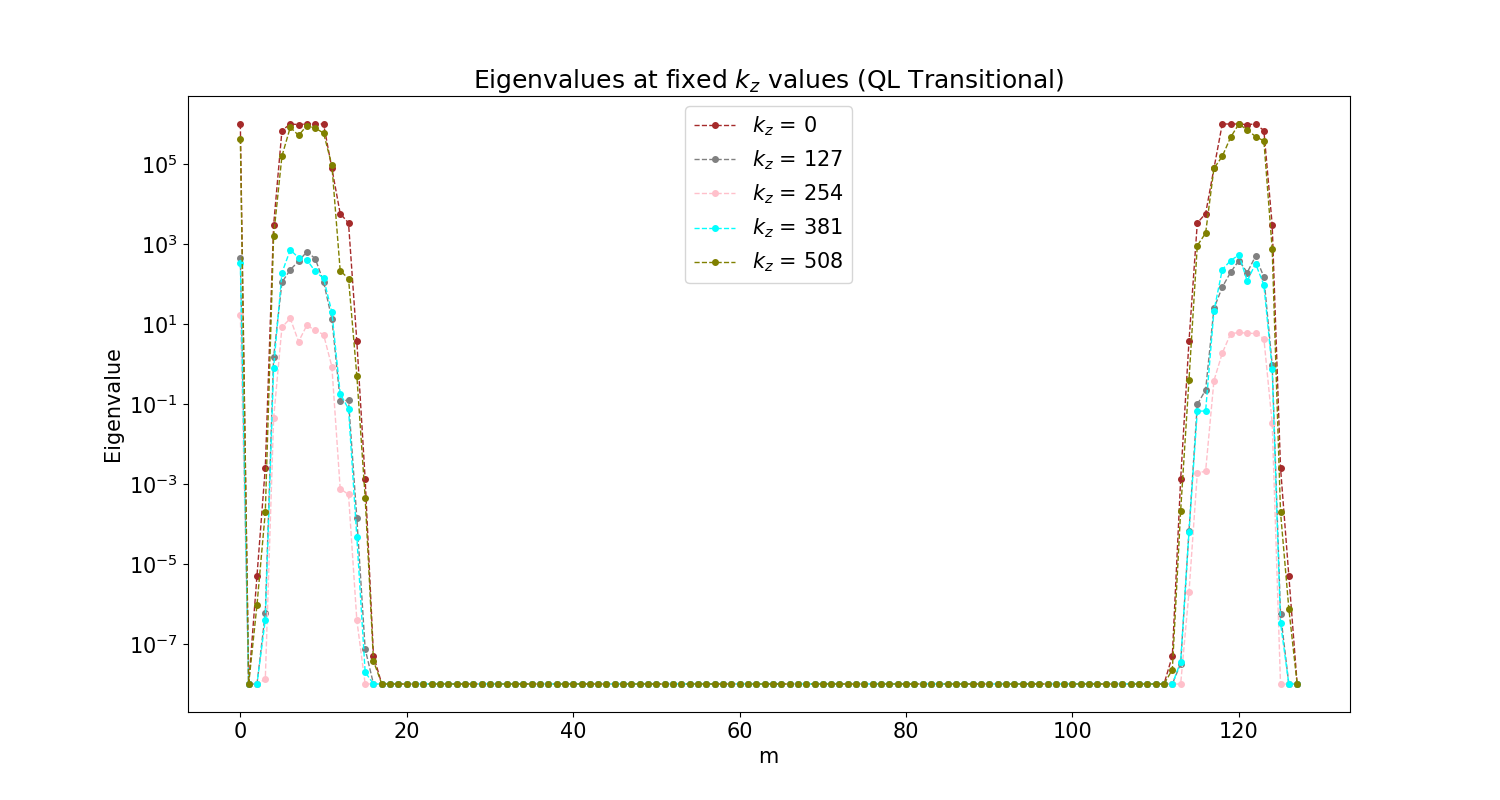 Eigenvalues at fixed $k_z$ values (QL Transitional)
$k_z$ = 0
$k_z$ = 127
$k_z$ = 254
$k_z$ = 381
$k_z$ = 508
Eigenvalue
$10^5$
$10^3$
$10^1$
$10^{-1}$
$10^{-3}$
$10^{-5}$
$10^{-7}$
0 20 40 60 80 100 120
m